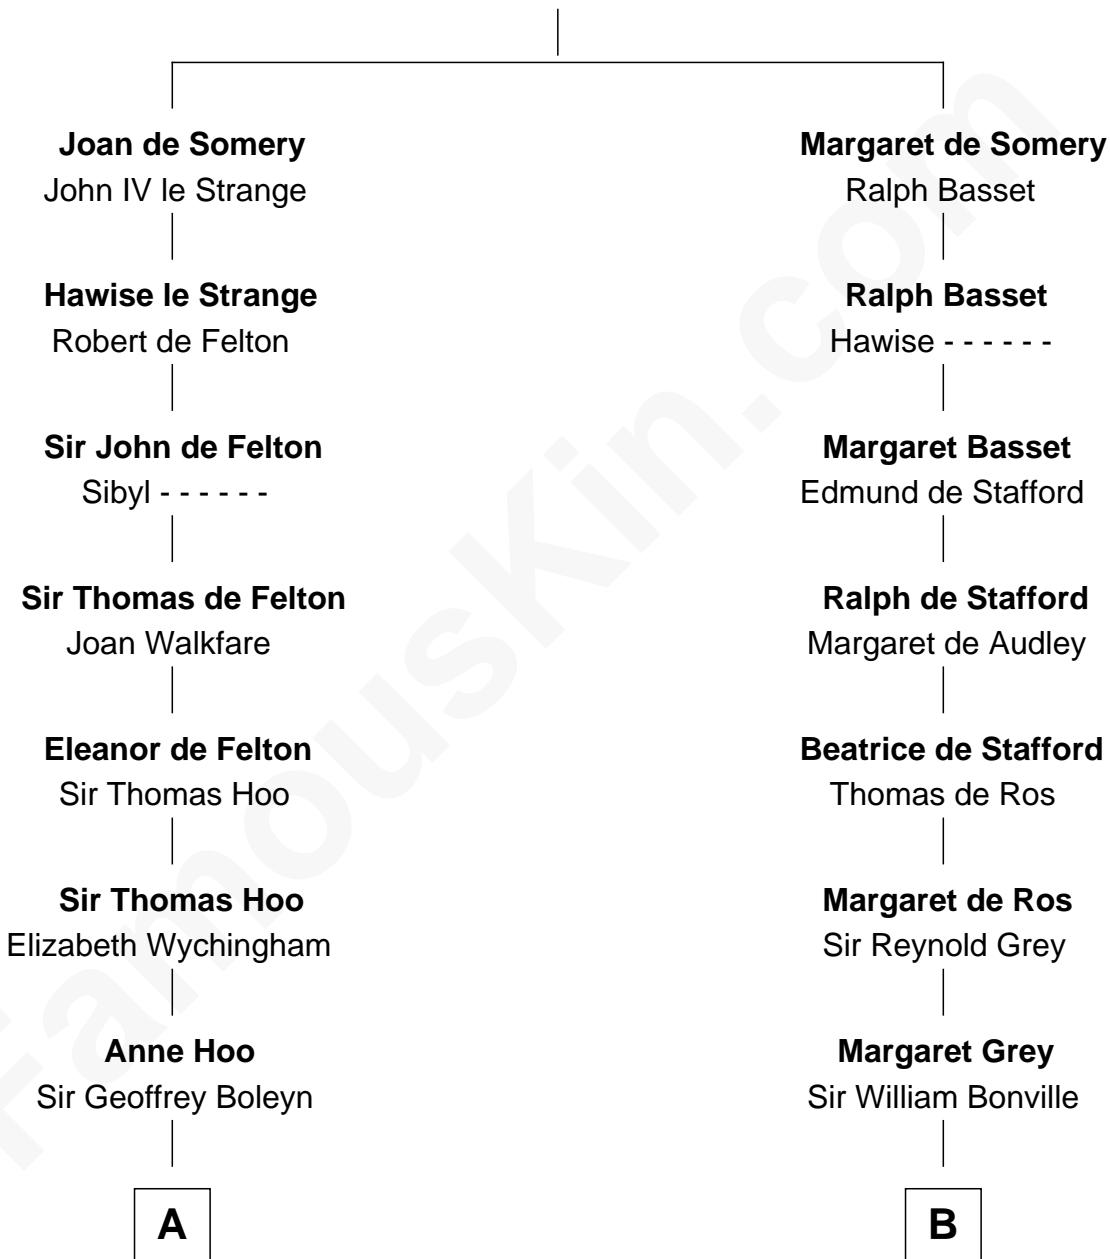 Joan de Somery
John IV le Strange
Hawise le Strange
Robert de Felton
Sir John de Felton
Sibyl - - - - - -
Sir Thomas de Felton
Joan Walkfare
Eleanor de Felton
Sir Thomas Hoo
Sir Thomas Hoo
Elizabeth Wychingham
Anne Hoo
Sir Geoffrey Boleyn
A
Margaret de Somery
Ralph Basset
Ralph Basset
Hawise - - - - - -
Margaret Basset
Edmund de Stafford
Ralph de Stafford
Margaret de Audley
Beatrice de Stafford
Thomas de Ros
Margaret de Ros
Sir Reynold Grey
Margaret Grey
Sir William Bonville
B
FamousKin.com